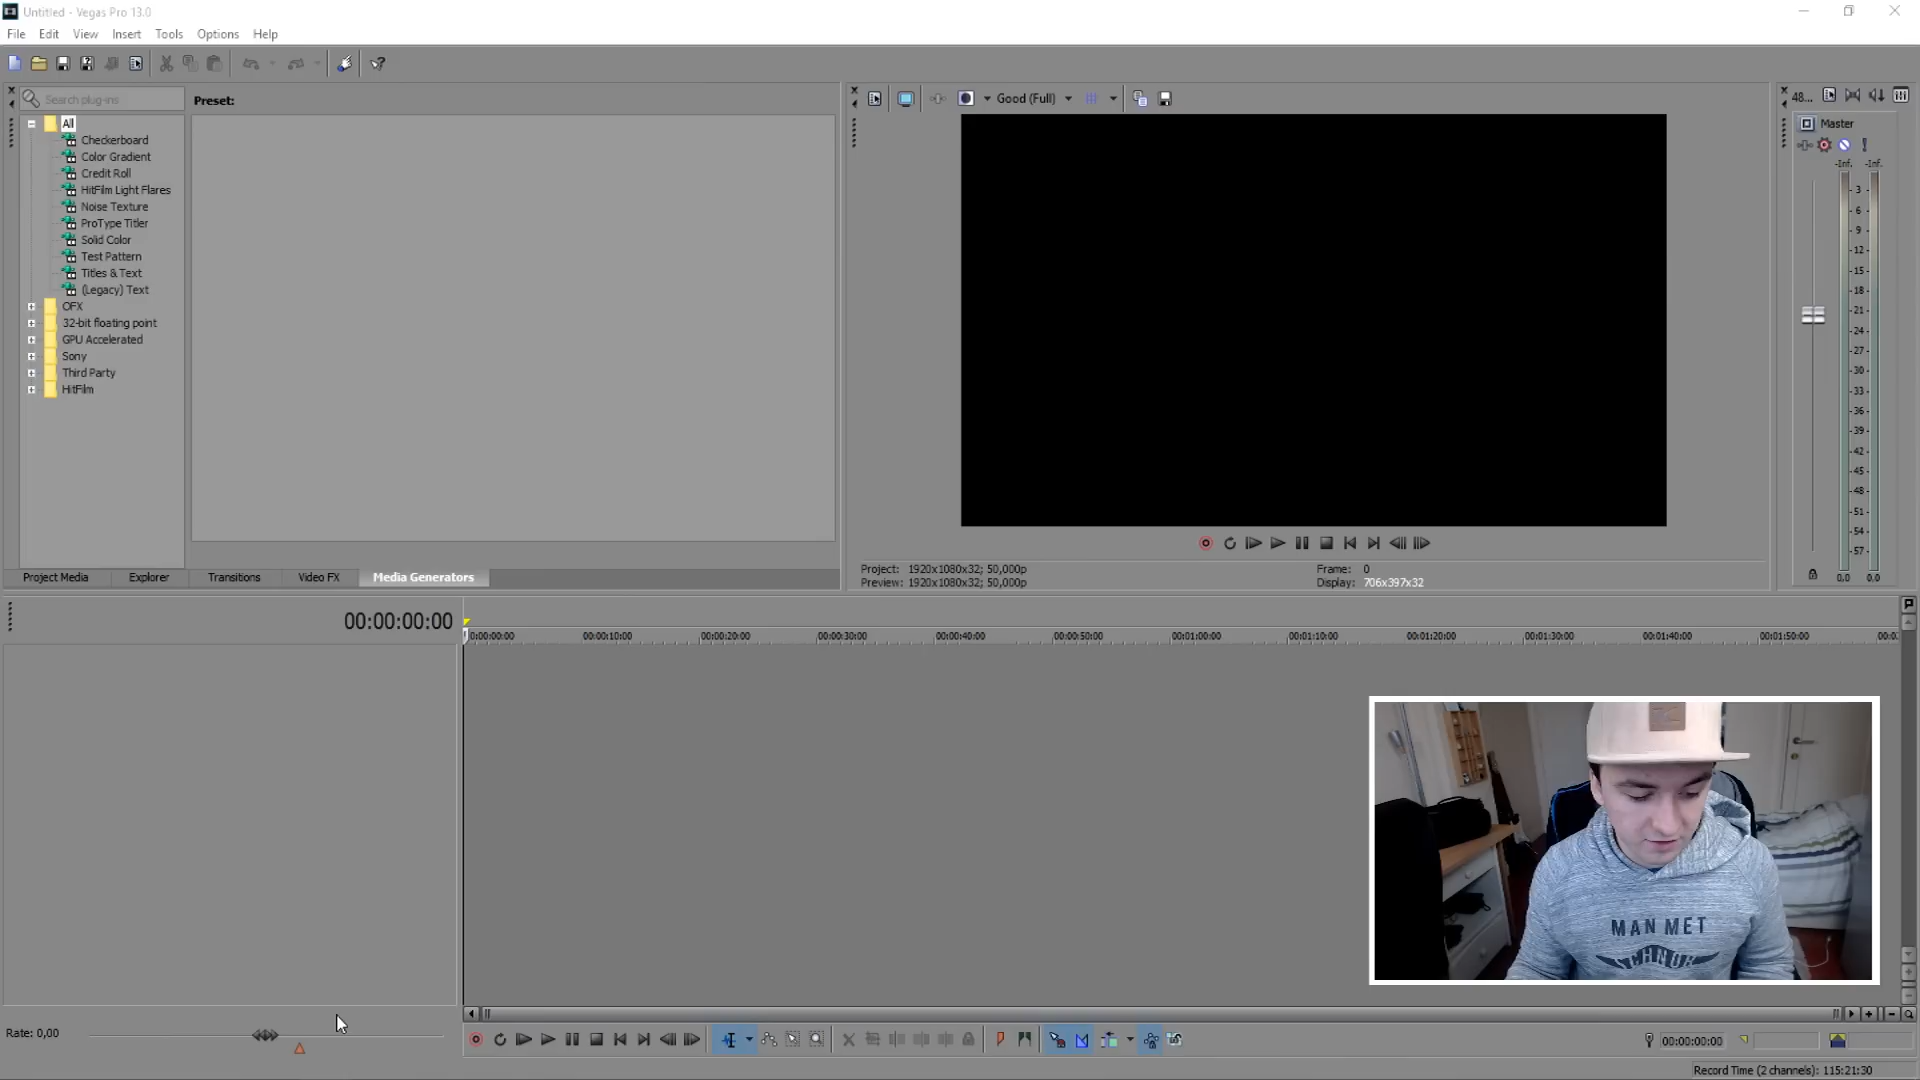 Untitled - Vegas Pro 13.0
File Edit View Insert Tools Options Help
Search plug-ins
Preset:
All
Checkerboard
Color Gradient
Credit Roll
HitFilm Light Flares
Noise Texture
ProType Titler
Solid Color
Test Pattern
Titles & Text
(Legacy) Text
OFX
32-bit floating point
GPU Accelerated
Sony
Third Party
HitFilm
Project Media Explorer Transitions Video FX Media Generators
Good (Full)
Project: 1920x1080x32; 50,000p
Preview: 1920x1080x32; 50,000p
Frame: 0
Display: 706x397x32
48...
Master
-Inf. -Inf.
3
6
9
-12
-15
-18
-21
-24
-27
-30
-33
-36
-39
-42
-45
-48
-51
-54
-57
0,0 0,0
00:00:00:00
0:00:00:00 00:00:10:00 00:00:20:00 00:00:30:00 00:00:40:00 00:00:50:00 00:01:00:00 00:01:10:00 00:01:20:00 00:01:30:00 00:01:40:00 00:01:50:00
MAN MET
Rate: 0,00
00:00:00:00
Record Time (2 channels): 115:21:30